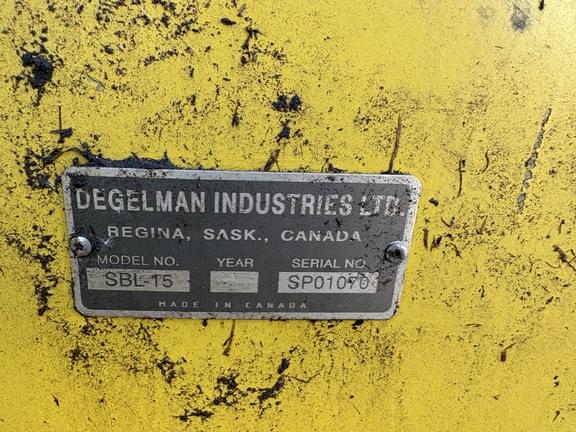 DEGELMAN INDUSTRIES LTD.
REGINA, SASK., CANADA
MODEL NO. YEAR SERIAL NO.
SBL-15 SP01070
MADE IN CANADA